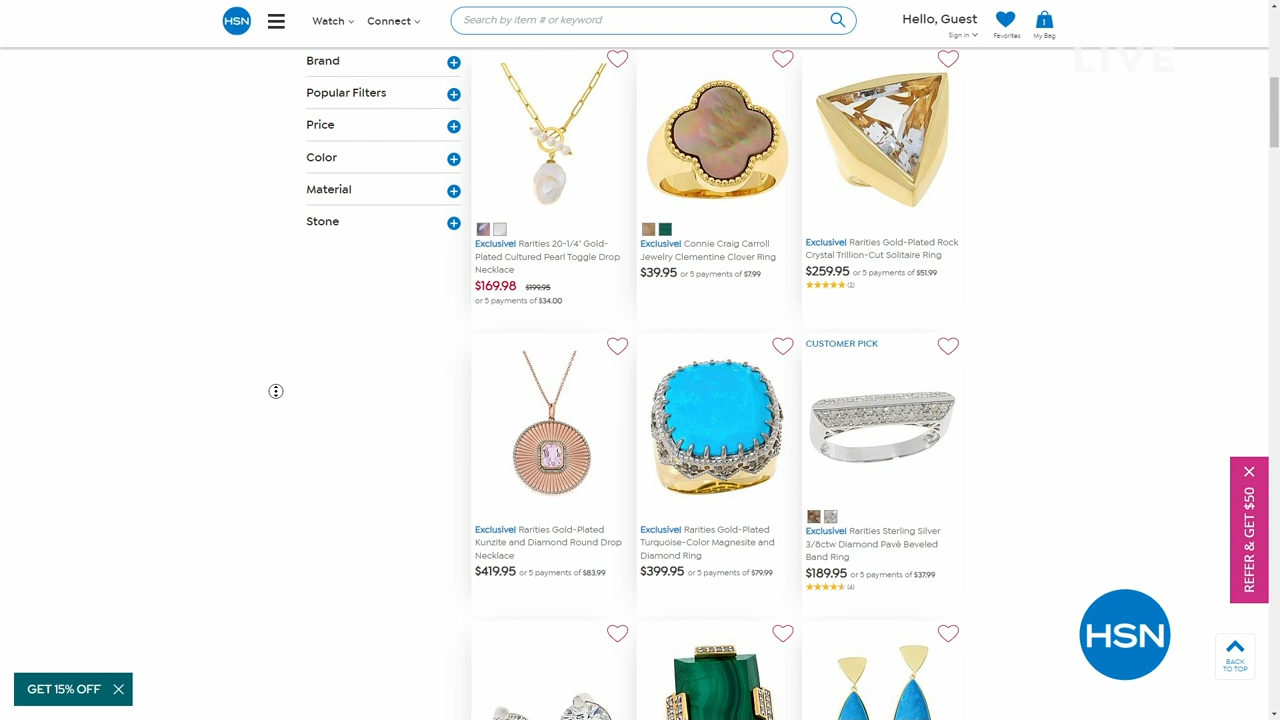 HSN
Watch
Connect
Search by item # or keyword
Hello, Guest
Sign In
Favorites
1
My Bag
LIVE
Brand
Popular Filters
Price
Color
Material
Stone
Exclusive! Rarities 20-1/4" Gold-
Plated Cultured Pearl Toggle Drop
Necklace
$169.98 $199.95
or 5 payments of $34.00
Exclusive! Connie Craig Carroll
Jewelry Clementine Clover Ring
$39.95 or 5 payments of $7.99
Exclusive! Rarities Gold-Plated Rock
Crystal Trillion-Cut Solitaire Ring
$259.95 or 5 payments of $51.99
(2)
Exclusive! Rarities Gold-Plated
Kunzite and Diamond Round Drop
Necklace
$419.95 or 5 payments of $83.99
Exclusive! Rarities Gold-Plated
Turquoise-Color Magnesite and
Diamond Ring
$399.95 or 5 payments of $79.99
CUSTOMER PICK
Exclusive! Rarities Sterling Silver
3/8ctw Diamond Pavé Beveled
Band Ring
$189.95 or 5 payments of $37.99
(4)
REFER & GET $50
HSN
BACK
TO TOP
GET 15% OFF